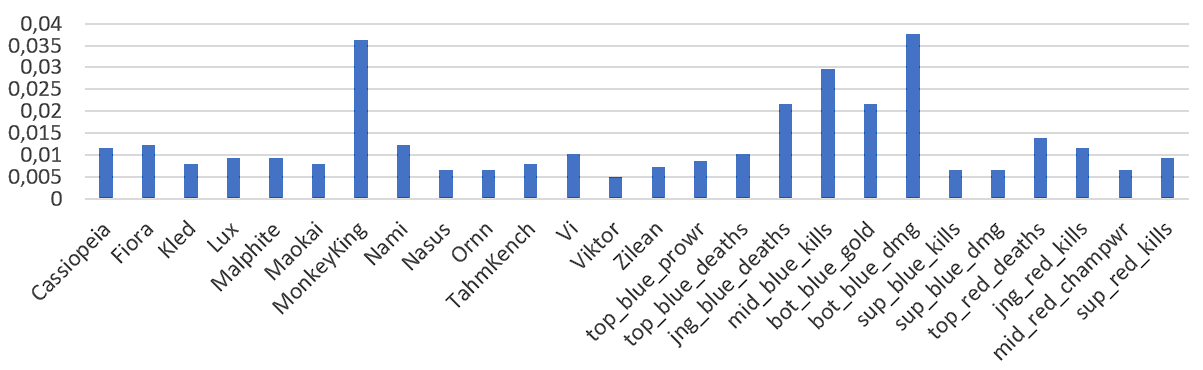 0,04
0,035
0,03
0,025
0,02
0,015
0,01
0,005
0
Cassiopeia
Fiora
Kled
Lux
Malphite
Maokai
MonkeyKing
Nami
Nasus
Ornn
TahmKench
Vi
Viktor
Zilean
top_blue_prowr
top_blue_deaths
jng_blue_deaths
mid_blue_kills
bot_blue_gold
bot_blue_dmg
sup_blue_kills
sup_blue_dmg
top_red_deaths
jng_red_kills
mid_red_champwr
sup_red_kills